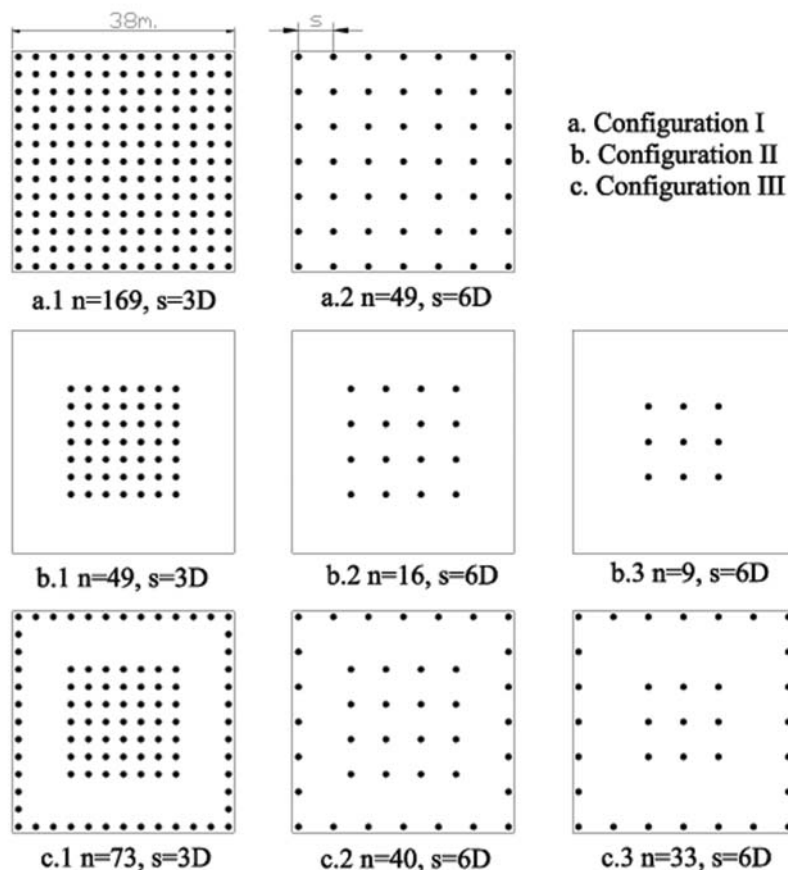 38m.
s
a. Configuration I
b. Configuration II
c. Configuration III
a.1 n=169, s=3D
a.2 n=49, s=6D
b.1 n=49, s=3D
b.2 n=16, s=6D
b.3 n=9, s=6D
c.1 n=73, s=3D
c.2 n=40, s=6D
c.3 n=33, s=6D